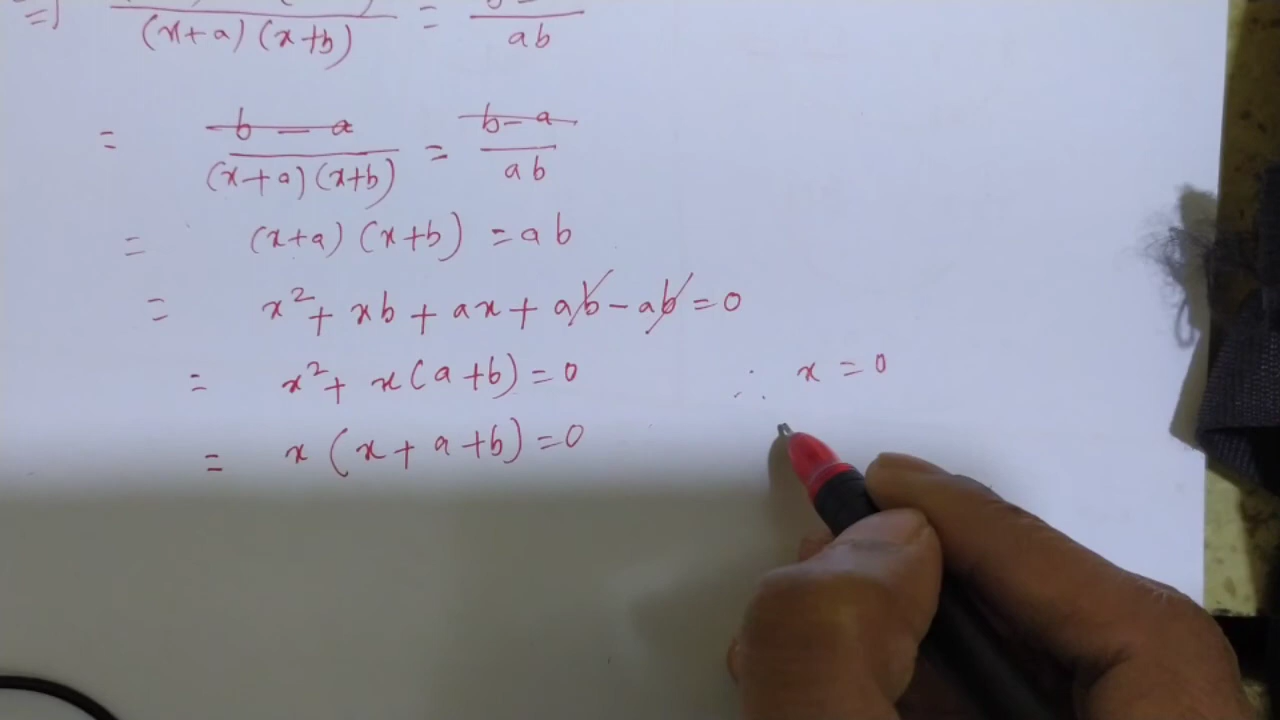 =)
(x+a) (x+b) = ab
= b - a / (x+a) (x+b) = b - a / ab
= (x+a) (x+b) = ab
= x² + xb + ax + ab - ab = 0
= x² + x(a+b) = 0 ∴ x = 0
= x (x + a + b) = 0